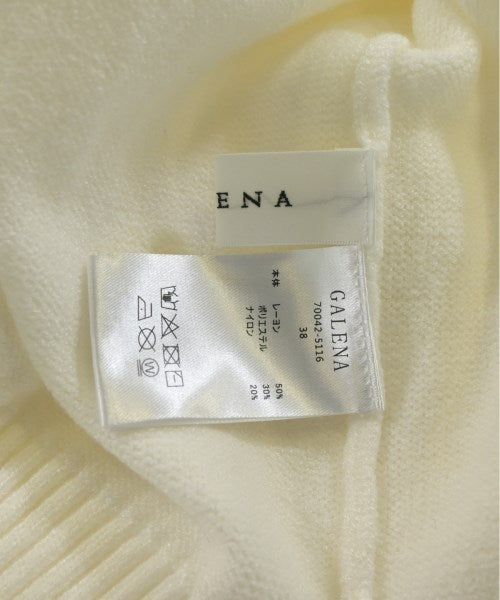 ENA
GALENA
70042-5116
38
本体 レーヨン 50%
ポリエステル 30%
ナイロン 20%
W